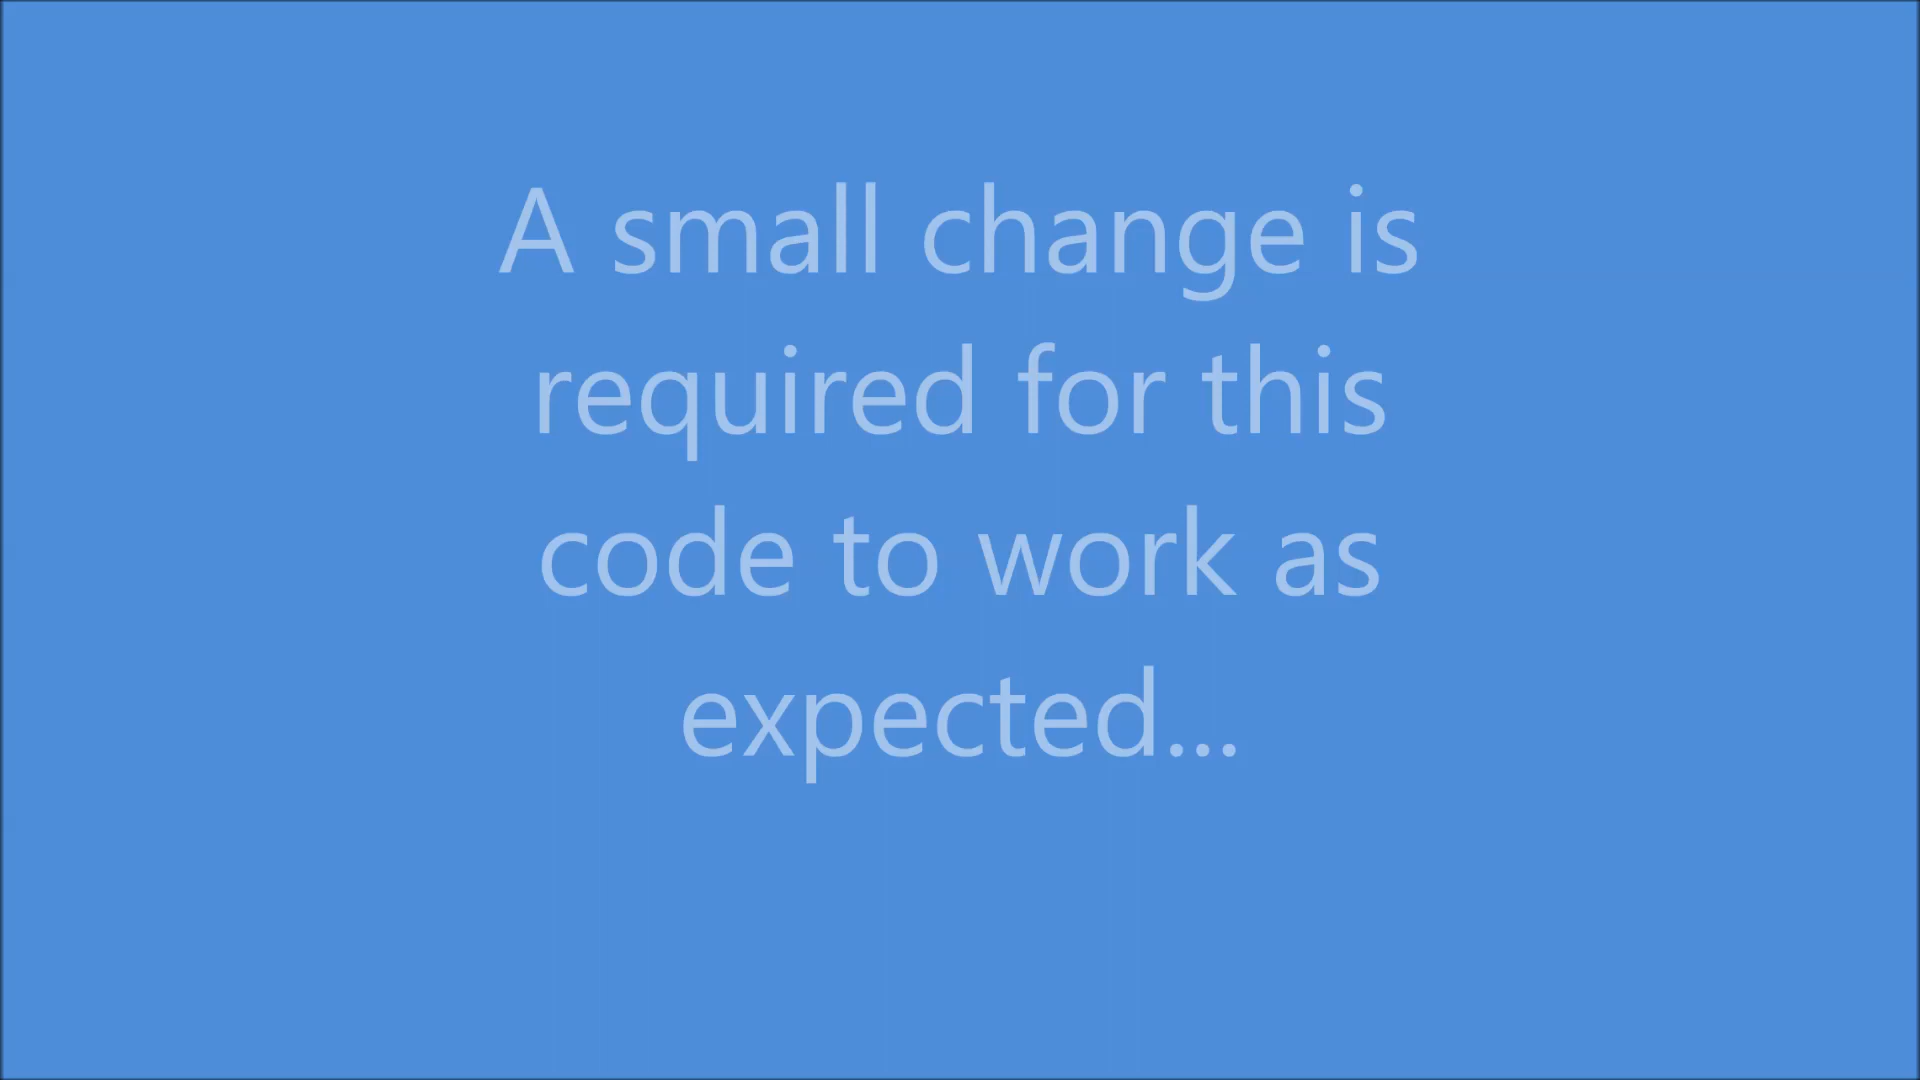 A small change is
required for this
code to work as
expected...